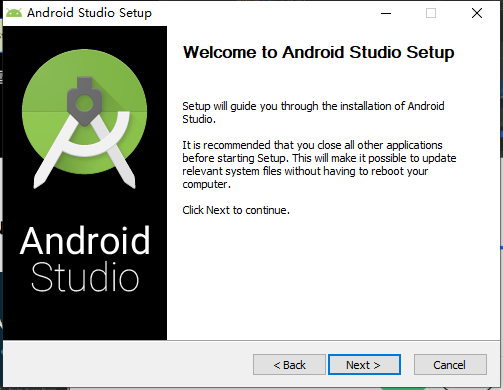 Android Studio Setup
Welcome to Android Studio Setup
Setup will guide you through the installation of Android
Studio.
It is recommended that you close all other applications
before starting Setup. This will make it possible to update
relevant system files without having to reboot your
computer.
Click Next to continue.
Android
Studio
< Back
Next >
Cancel